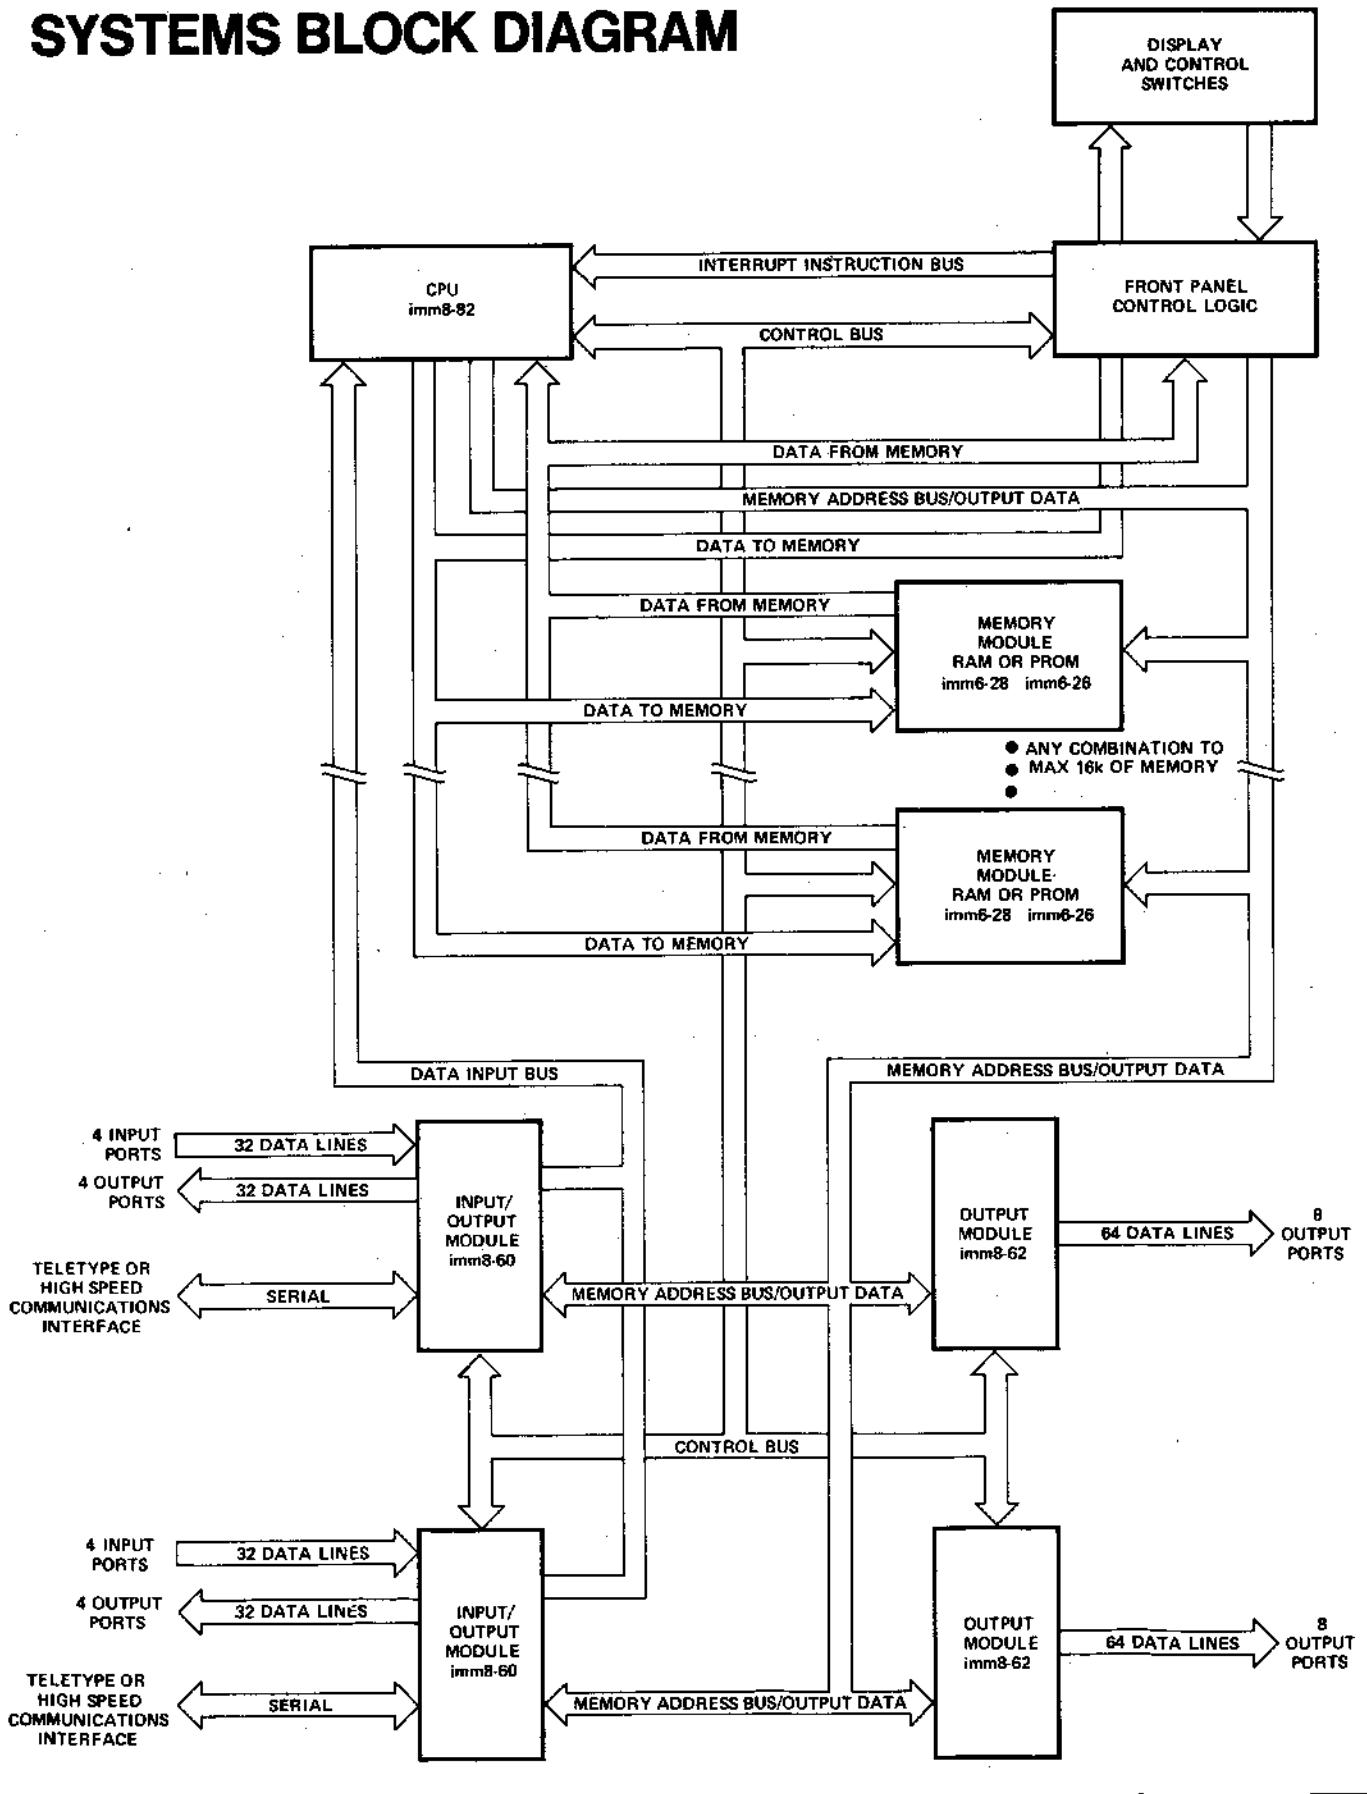 SYSTEMS BLOCK DIAGRAM
DISPLAY
AND CONTROL
SWITCHES
INTERRUPT INSTRUCTION BUS
CPU
imm8-82
FRONT PANEL
CONTROL LOGIC
CONTROL BUS
DATA FROM MEMORY
MEMORY ADDRESS BUS/OUTPUT DATA
DATA TO MEMORY
DATA FROM MEMORY
MEMORY
MODULE
RAM OR PROM
imm6-28 imm6-26
DATA TO MEMORY
ANY COMBINATION TO
MAX 16k OF MEMORY
DATA FROM MEMORY
MEMORY
MODULE
RAM OR PROM
imm6-28 imm6-26
DATA TO MEMORY
DATA INPUT BUS
MEMORY ADDRESS BUS/OUTPUT DATA
4 INPUT
PORTS
32 DATA LINES
4 OUTPUT
PORTS
32 DATA LINES
INPUT/
OUTPUT
MODULE
imm8-60
OUTPUT
MODULE
imm8-62
64 DATA LINES
8
OUTPUT
PORTS
TELETYPE OR
HIGH SPEED
COMMUNICATIONS
INTERFACE
SERIAL
MEMORY ADDRESS BUS/OUTPUT DATA
CONTROL BUS
4 INPUT
PORTS
32 DATA LINES
4 OUTPUT
PORTS
32 DATA LINES
INPUT/
OUTPUT
MODULE
imm8-60
OUTPUT
MODULE
imm8-62
64 DATA LINES
8
OUTPUT
PORTS
TELETYPE OR
HIGH SPEED
COMMUNICATIONS
INTERFACE
SERIAL
MEMORY ADDRESS BUS/OUTPUT DATA